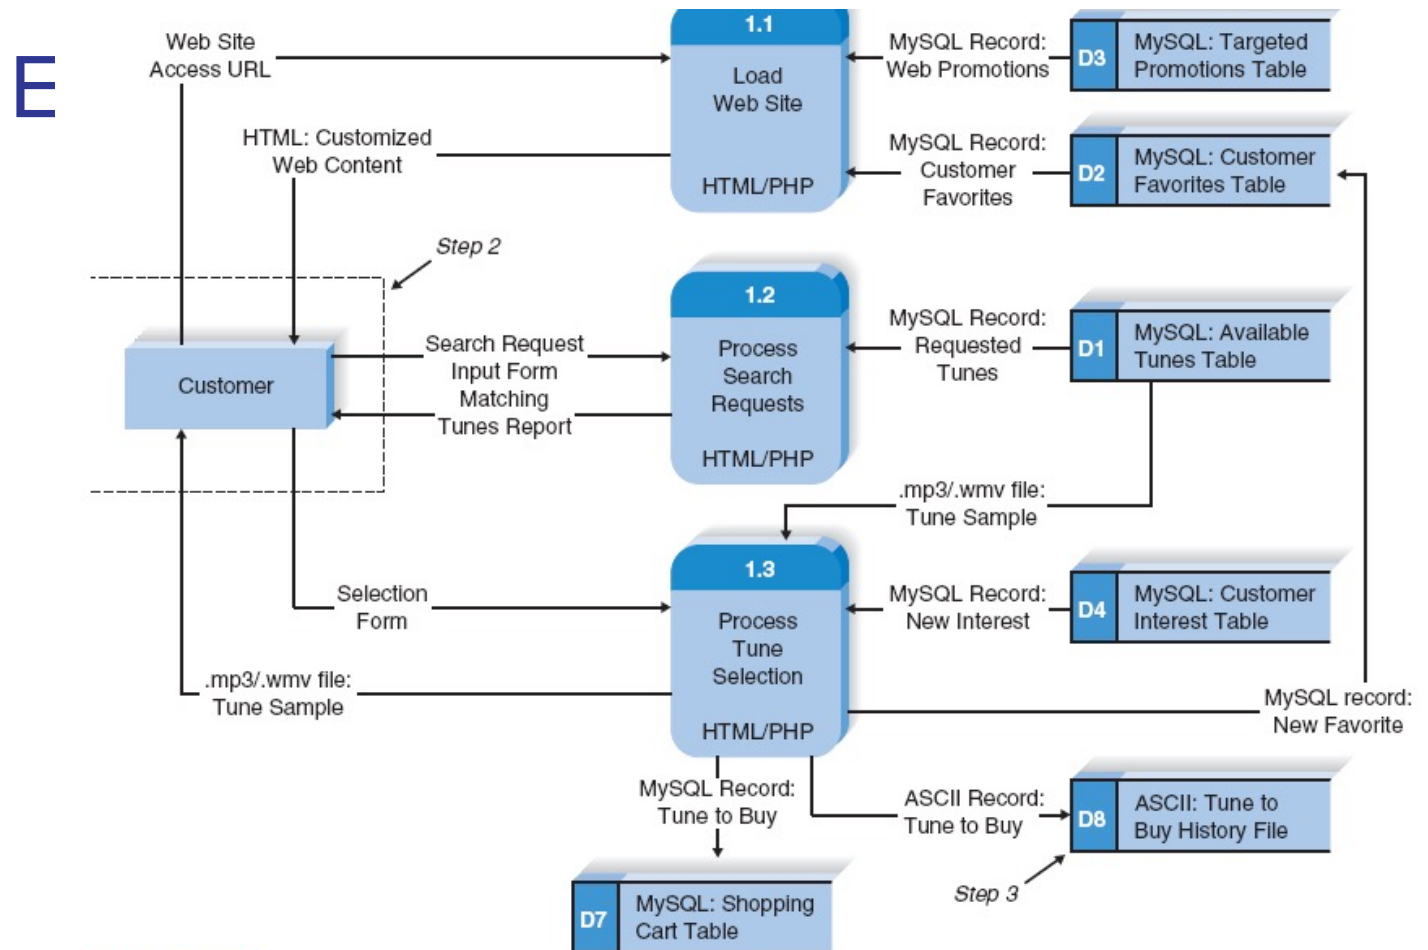 E
Web Site
Access URL
1.1
Load
Web Site
HTML/PHP
MySQL Record:
Web Promotions
D3
MySQL: Targeted
Promotions Table
HTML: Customized
Web Content
MySQL Record:
Customer
Favorites
D2
MySQL: Customer
Favorites Table
Step 2
Customer
Search Request
Input Form
Matching
Tunes Report
1.2
Process
Search
Requests
HTML/PHP
MySQL Record:
Requested
Tunes
D1
MySQL: Available
Tunes Table
.mp3/.wmv file:
Tune Sample
Selection
Form
1.3
Process
Tune
Selection
HTML/PHP
MySQL Record:
New Interest
D4
MySQL: Customer
Interest Table
.mp3/.wmv file:
Tune Sample
MySQL record:
New Favorite
MySQL Record:
Tune to Buy
ASCII Record:
Tune to Buy
D8
ASCII: Tune to
Buy History File
Step 3
D7
MySQL: Shopping
Cart Table